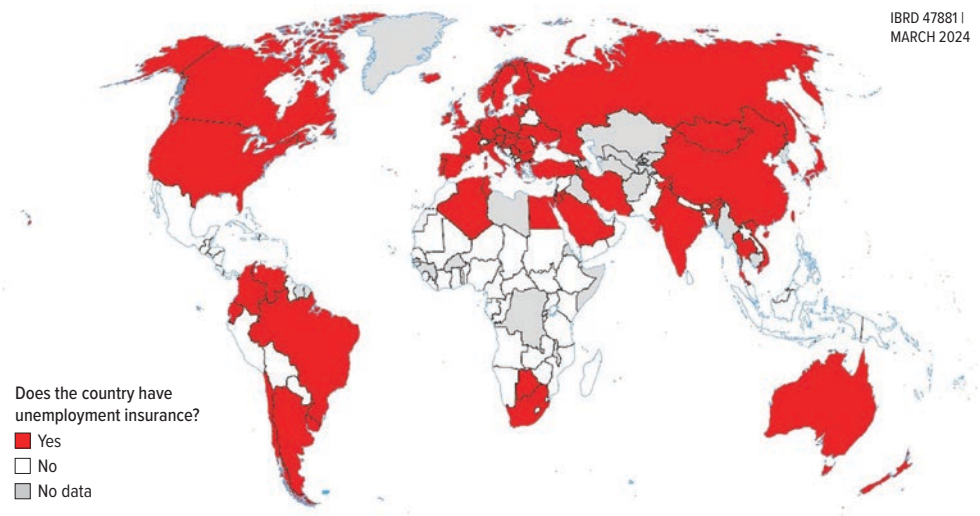 IBRD 47881 |
MARCH 2024
Does the country have
unemployment insurance?
Yes
No
No data